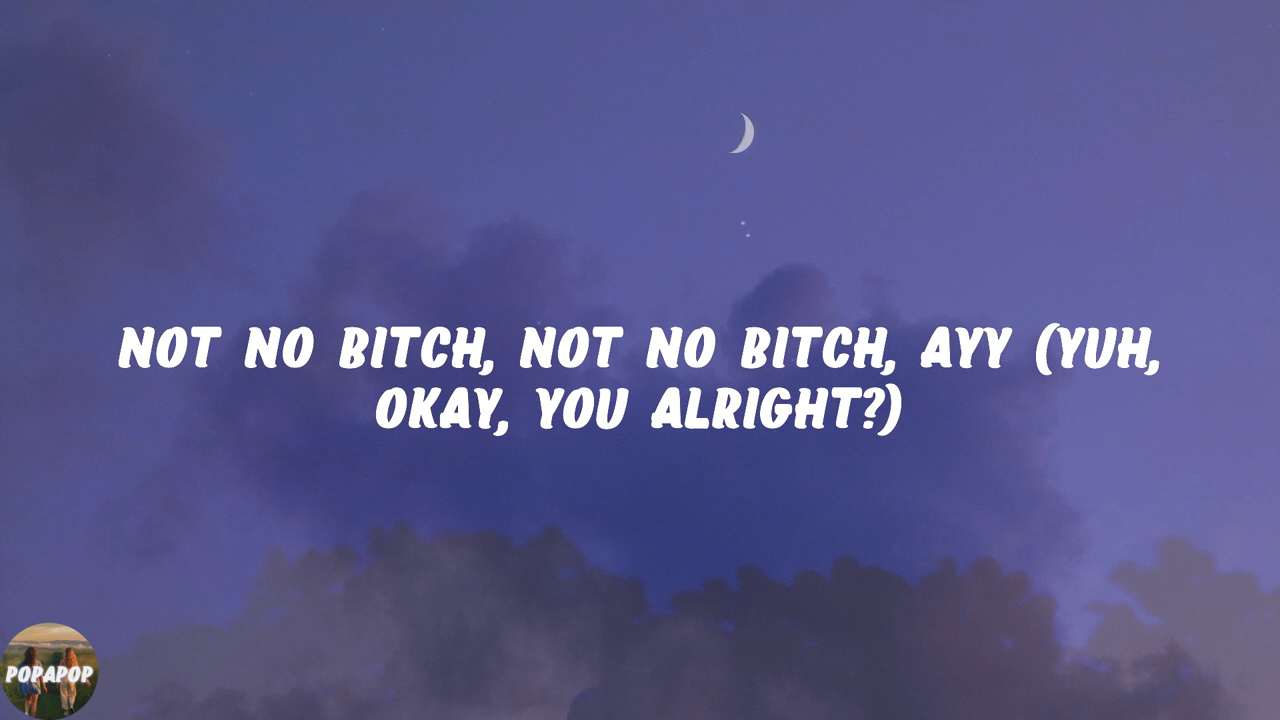 NOT NO BITCH, NOT NO BITCH, AYY (YUH,
OKAY, YOU ALRIGHT?)
POPAPOP